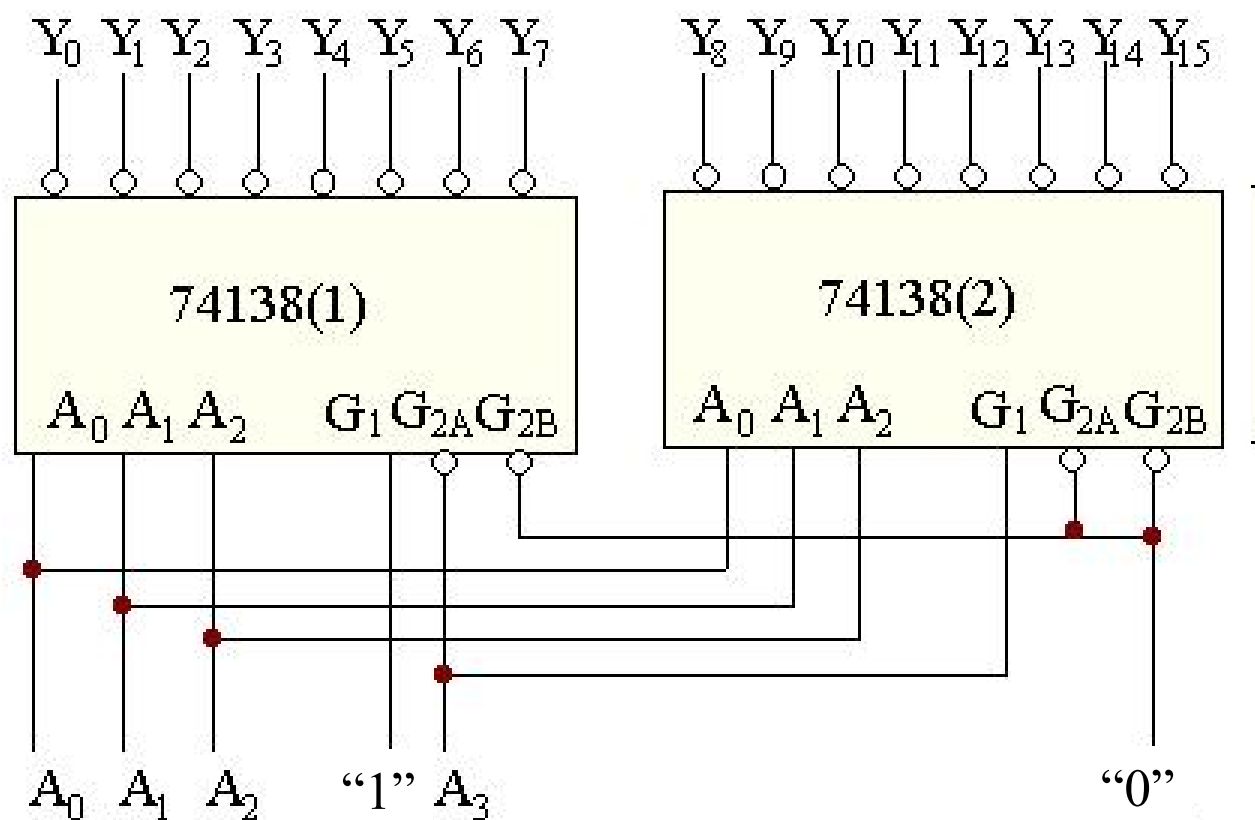 Y0 Y1 Y2 Y3 Y4 Y5 Y6 Y7 Y8 Y9 Y10 Y11 Y12 Y13 Y14 Y15
74138(1) 74138(2)
A0 A1 A2 G1 G2A G2B A0 A1 A2 G1 G2A G2B
A0 A1 A2 “1” A3 “0”